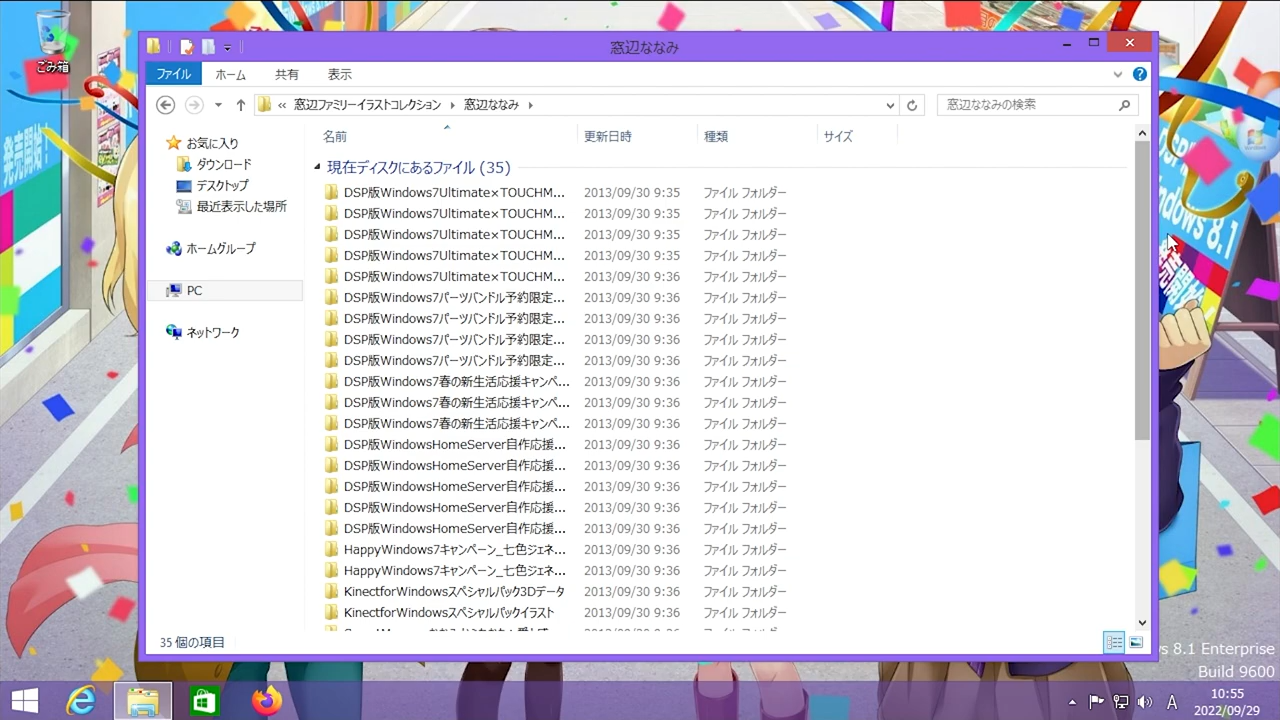 ごみ箱
窓辺ななみ
ファイル ホーム 共有 表示
« 窓辺ファミリーイラストコレクション 窓辺ななみ
窓辺ななみの検索
お気に入り
ダウンロード
デスクトップ
最近表示した場所
ホームグループ
PC
ネットワーク
名前 更新日時 種類 サイズ
現在ディスクにあるファイル (35)
DSP版Windows7Ultimate×TOUCHM... 2013/09/30 9:35 ファイル フォルダー
DSP版Windows7Ultimate×TOUCHM... 2013/09/30 9:35 ファイル フォルダー
DSP版Windows7Ultimate×TOUCHM... 2013/09/30 9:35 ファイル フォルダー
DSP版Windows7Ultimate×TOUCHM... 2013/09/30 9:35 ファイル フォルダー
DSP版Windows7Ultimate×TOUCHM... 2013/09/30 9:36 ファイル フォルダー
DSP版Windows7パーツバンドル予約限定... 2013/09/30 9:36 ファイル フォルダー
DSP版Windows7パーツバンドル予約限定... 2013/09/30 9:36 ファイル フォルダー
DSP版Windows7パーツバンドル予約限定... 2013/09/30 9:36 ファイル フォルダー
DSP版Windows7パーツバンドル予約限定... 2013/09/30 9:36 ファイル フォルダー
DSP版Windows7春の新生活応援キャンペ... 2013/09/30 9:36 ファイル フォルダー
DSP版Windows7春の新生活応援キャンペ... 2013/09/30 9:36 ファイル フォルダー
DSP版Windows7春の新生活応援キャンペ... 2013/09/30 9:36 ファイル フォルダー
DSP版WindowsHomeServer自作応援... 2013/09/30 9:36 ファイル フォルダー
DSP版WindowsHomeServer自作応援... 2013/09/30 9:36 ファイル フォルダー
DSP版WindowsHomeServer自作応援... 2013/09/30 9:36 ファイル フォルダー
DSP版WindowsHomeServer自作応援... 2013/09/30 9:36 ファイル フォルダー
DSP版WindowsHomeServer自作応援... 2013/09/30 9:36 ファイル フォルダー
HappyWindows7キャンペーン_七色ジェネ... 2013/09/30 9:36 ファイル フォルダー
HappyWindows7キャンペーン_七色ジェネ... 2013/09/30 9:36 ファイル フォルダー
KinectforWindowsスペシャルパック3Dデータ 2013/09/30 9:36 ファイル フォルダー
KinectforWindowsスペシャルパックイラスト 2013/09/30 9:36 ファイル フォルダー
35 個の項目
発売開始!
indows 8.1
発売開始
s 8.1 Enterprise
Build 9600
A
10:55
2022/09/29